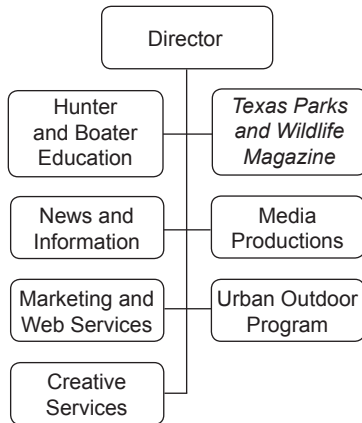 Director
Hunter
and Boater
Education
Texas Parks
and Wildlife
Magazine
News and
Information
Media
Productions
Marketing and
Web Services
Urban Outdoor
Program
Creative
Services